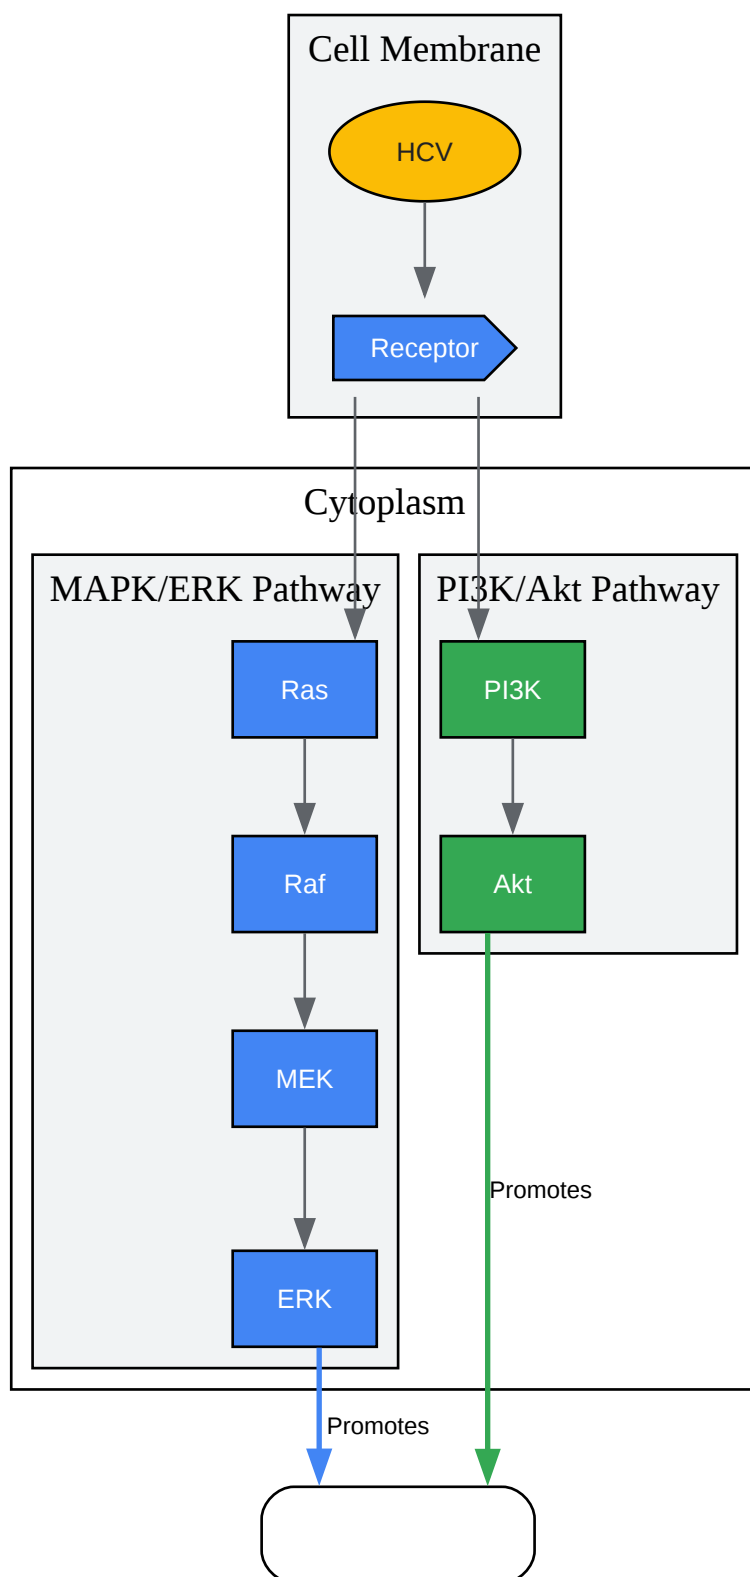 Cell Membrane
HCV
Receptor
Cytoplasm
MAPK/ERK Pathway
PI3K/Akt Pathway
Ras
PI3K
Raf
Akt
MEK
Promotes
ERK
Promotes